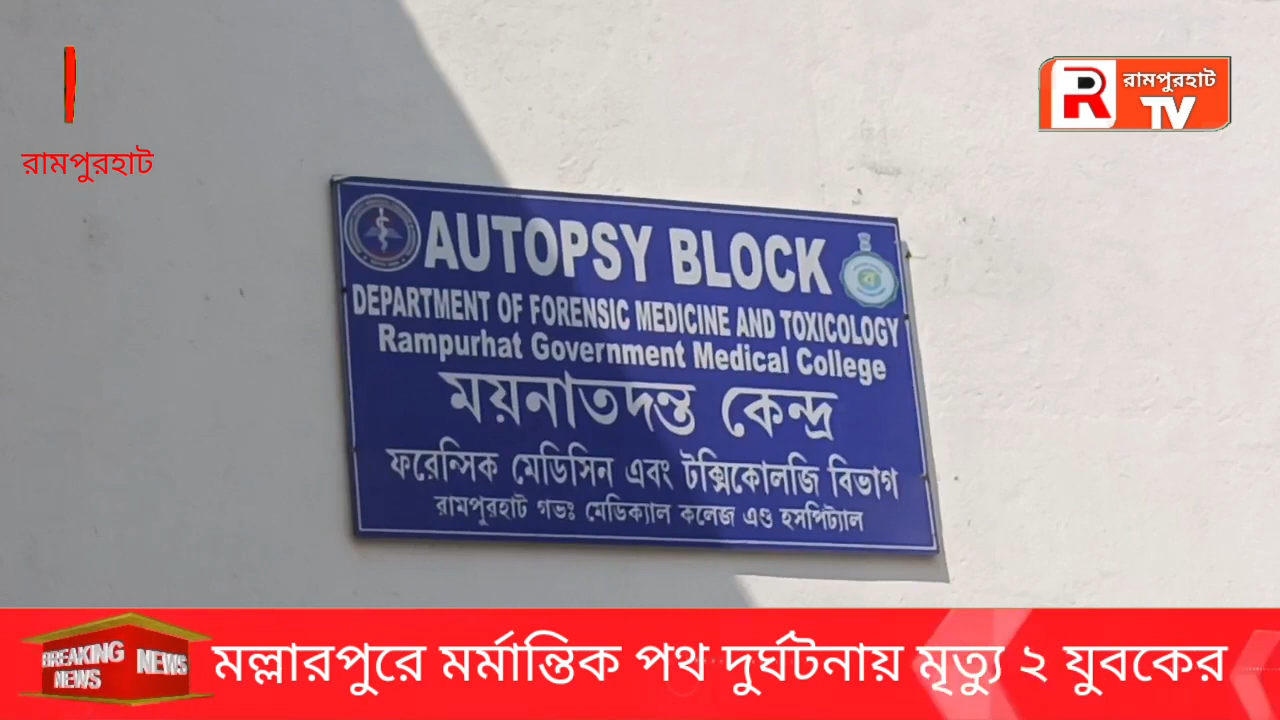 রামপুরহাট
R রামপুরহাট
TV
AUTOPSY BLOCK
DEPARTMENT OF FORENSIC MEDICINE AND TOXICOLOGY
Rampurhat Government Medical College
ময়নাতদন্ত কেন্দ্র
ফরেন্সিক মেডিসিন এবং টক্সিকোলজি বিভাগ
রামপুরহাট গভঃ মেডিক্যাল কলেজ এণ্ড হসপিট্যাল
BREAKING NEWS
NEWS
মল্লারপুরে মর্মান্তিক পথ দুর্ঘটনায় মৃত্যু ২ যুবকের